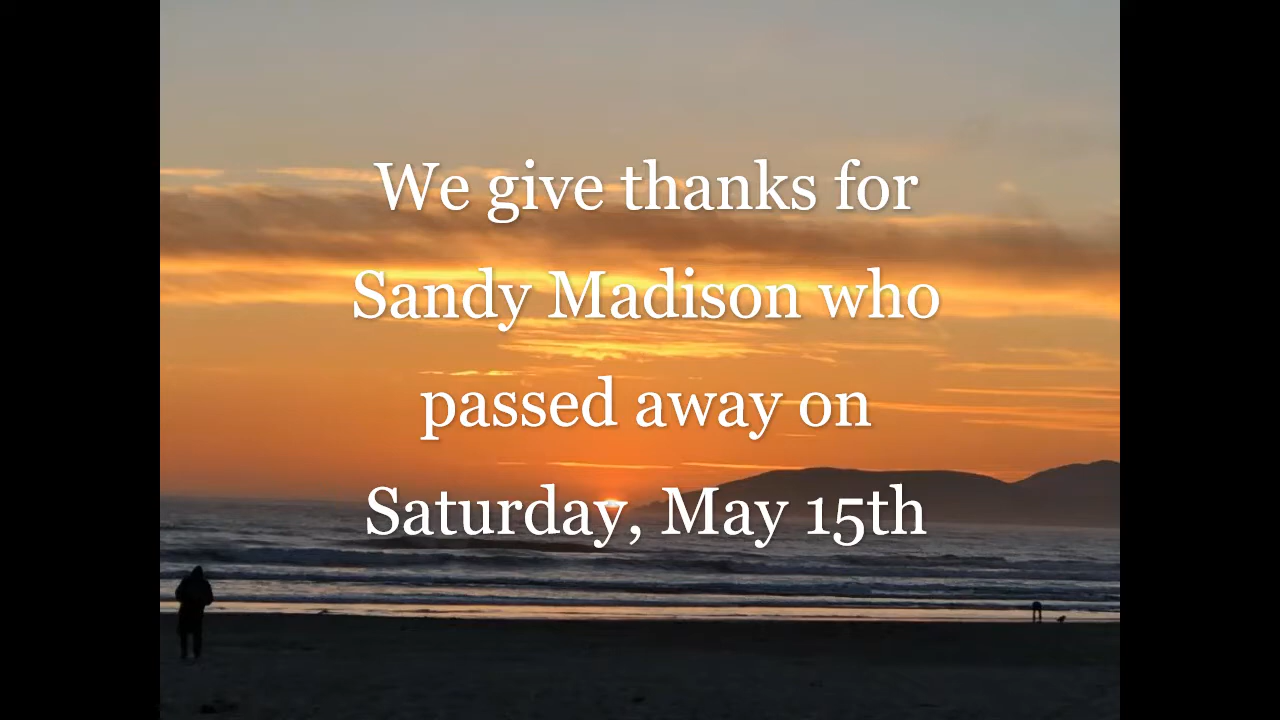 We give thanks for
Sandy Madison who
passed away on
Saturday, May 15th